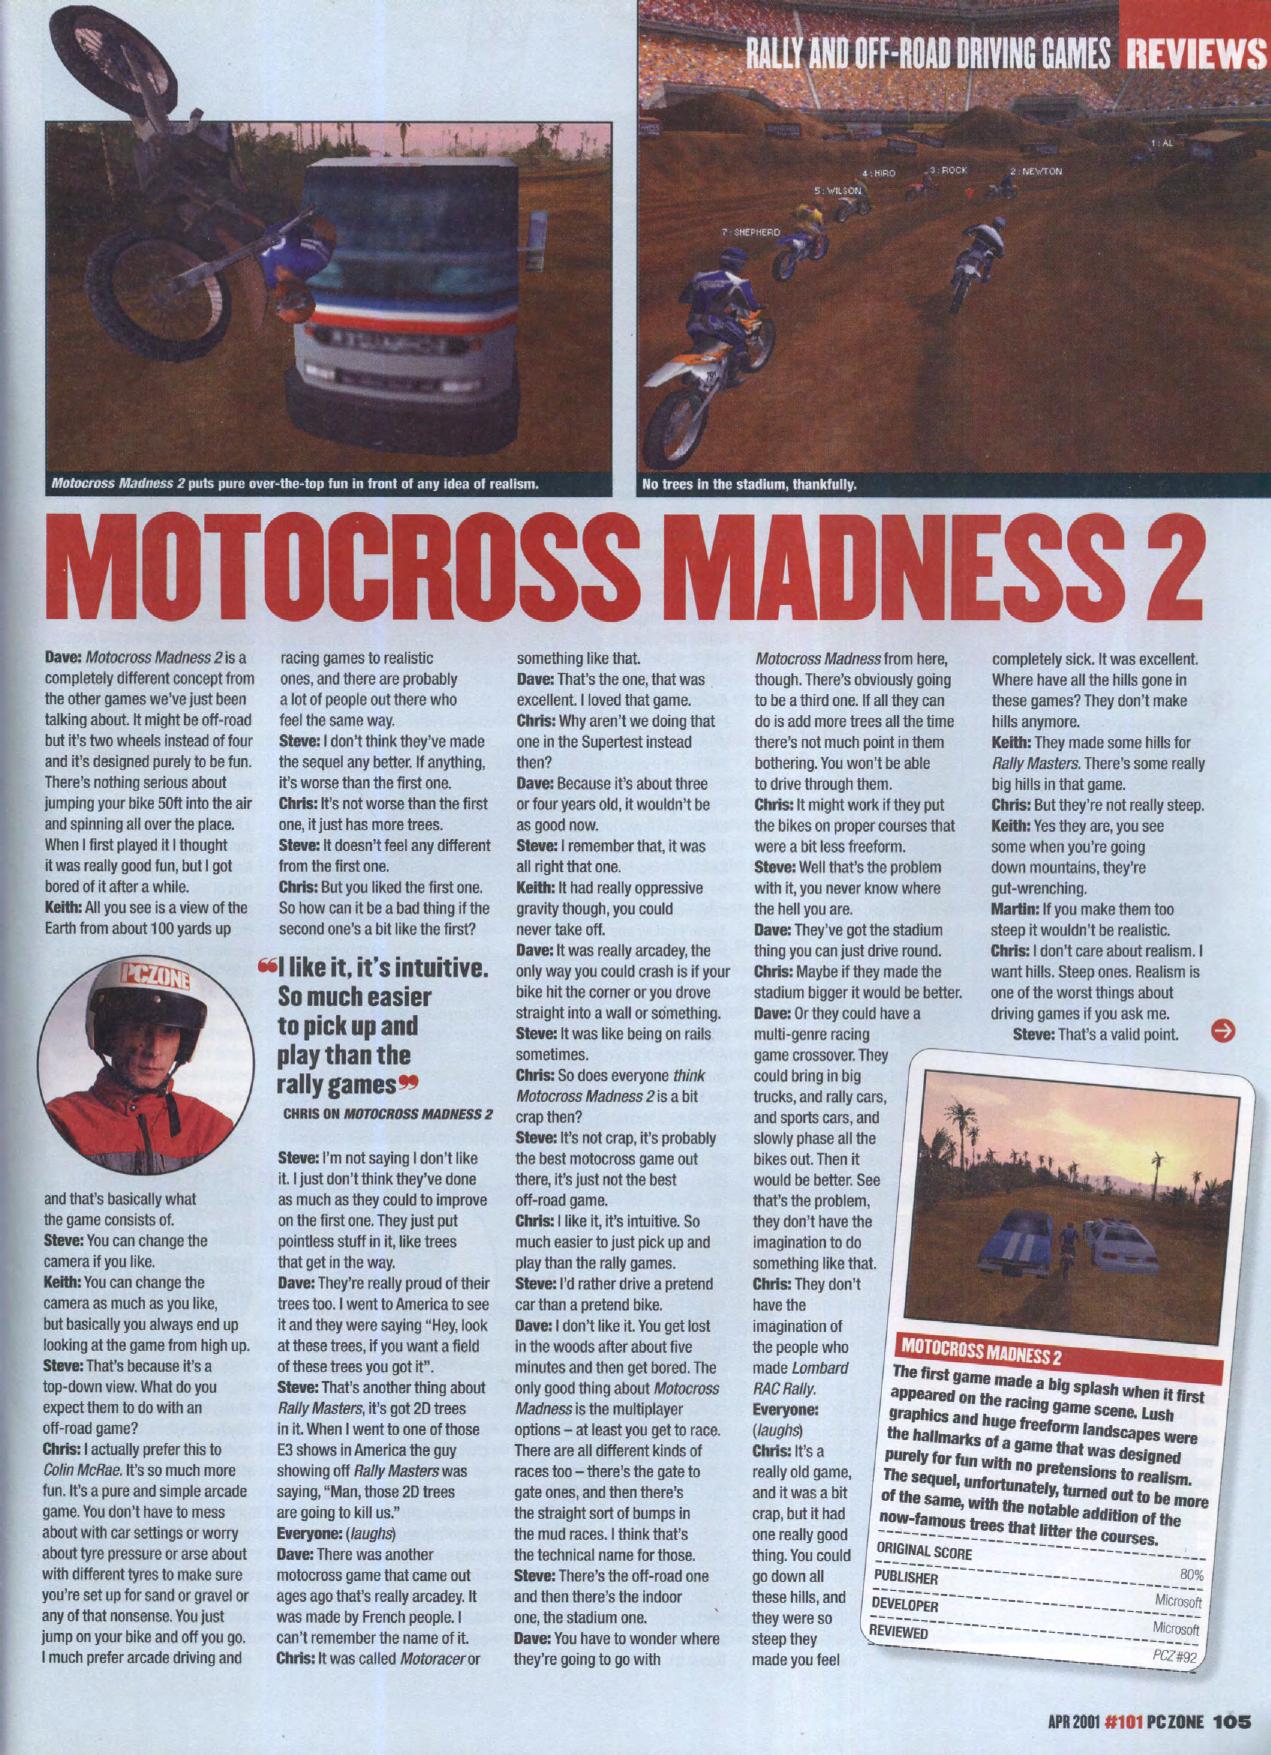 RALLY AND OFF-ROAD DRIVING GAMES REVIEWS
1: AL
2: NEWTON
3: ROCK
4: HIRO
5: WILSON
7: SHEPHERD
Motocross Madness 2 puts pure over-the-top fun in front of any idea of realism.
No trees in the stadium, thankfully.
MOTOCROSS MADNESS 2
Dave: Motocross Madness 2 is a
completely different concept from
the other games we've just been
talking about. It might be off-road
but it's two wheels instead of four
and it's designed purely to be fun.
There's nothing serious about
jumping your bike 50ft into the air
and spinning all over the place.
When I first played it I thought
it was really good fun, but I got
bored of it after a while.
Keith: All you see is a view of the
Earth from about 100 yards up
PCZONE
and that's basically what
the game consists of.
Steve: You can change the
camera if you like.
Keith: You can change the
camera as much as you like,
but basically you always end up
looking at the game from high up.
Steve: That's because it's a
top-down view. What do you
expect them to do with an
off-road game?
Chris: I actually prefer this to
Colin McRae. It's so much more
fun. It's a pure and simple arcade
game. You don't have to mess
about with car settings or worry
about tyre pressure or arse about
with different tyres to make sure
you're set up for sand or gravel or
any of that nonsense. You just
jump on your bike and off you go.
I much prefer arcade driving and
racing games to realistic
ones, and there are probably
a lot of people out there who
feel the same way.
Steve: I don't think they've made
the sequel any better. If anything,
it's worse than the first one.
Chris: It's not worse than the first
one, it just has more trees.
Steve: It doesn't feel any different
from the first one.
Chris: But you liked the first one.
So how can it be a bad thing if the
second one's a bit like the first?
“I like it, it's intuitive.
So much easier
to pick up and
play than the
rally games”
CHRIS ON MOTOCROSS MADNESS 2
Steve: I'm not saying I don't like
it. I just don't think they've done
as much as they could to improve
on the first one. They just put
pointless stuff in it, like trees
that get in the way.
Dave: They're really proud of their
trees too. I went to America to see
it and they were saying “Hey, look
at these trees, if you want a field
of these trees you got it”.
Steve: That's another thing about
Rally Masters, it's got 2D trees
in it. When I went to one of those
E3 shows in America the guy
showing off Rally Masters was
saying, “Man, those 2D trees
are going to kill us.”
Everyone: (laughs)
Dave: There was another
motocross game that came out
ages ago that's really arcadey. It
was made by French people. I
can't remember the name of it.
Chris: It was called Motoracer or
something like that.
Dave: That's the one, that was
excellent. I loved that game.
Chris: Why aren't we doing that
one in the Supertest instead
then?
Dave: Because it's about three
or four years old, it wouldn't be
as good now.
Steve: I remember that, it was
all right that one.
Keith: It had really oppressive
gravity though, you could
never take off.
Dave: It was really arcadey, the
only way you could crash is if your
bike hit the corner or you drove
straight into a wall or something.
Steve: It was like being on rails
sometimes.
Chris: So does everyone think
Motocross Madness 2 is a bit
crap then?
Steve: It's not crap, it's probably
the best motocross game out
there, it's just not the best
off-road game.
Chris: I like it, it's intuitive. So
much easier to just pick up and
play than the rally games.
Steve: I'd rather drive a pretend
car than a pretend bike.
Dave: I don't like it. You get lost
in the woods after about five
minutes and then get bored. The
only good thing about Motocross
Madness is the multiplayer
options – at least you get to race.
There are all different kinds of
races too – there's the gate to
gate ones, and then there's
the straight sort of bumps in
the mud races. I think that's
the technical name for those.
Steve: There's the off-road one
and then there's the indoor
one, the stadium one.
Dave: You have to wonder where
they're going to go with
Motocross Madness from here,
though. There's obviously going
to be a third one. If all they can
do is add more trees all the time
there's not much point in them
bothering. You won't be able
to drive through them.
Chris: It might work if they put
the bikes on proper courses that
were a bit less freeform.
Steve: Well that's the problem
with it, you never know where
the hell you are.
Dave: They've got the stadium
thing you can just drive round.
Chris: Maybe if they made the
stadium bigger it would be better.
Dave: Or they could have a
multi-genre racing
game crossover. They
could bring in big
trucks, and rally cars,
and sports cars, and
slowly phase all the
bikes out. Then it
would be better. See
that's the problem,
they don't have the
imagination to do
something like that.
Chris: They don't
have the
imagination of
the people who
made Lombard
RAC Rally.
Everyone:
(laughs)
Chris: It's a
really old game,
and it was a bit
crap, but it had
one really good
thing. You could
go down all
these hills, and
they were so
steep they
made you feel
completely sick. It was excellent.
Where have all the hills gone in
these games? They don't make
hills anymore.
Keith: They made some hills for
Rally Masters. There's some really
big hills in that game.
Chris: But they're not really steep.
Keith: Yes they are, you see
some when you're going
down mountains, they're
gut-wrenching.
Martin: If you make them too
steep it wouldn't be realistic.
Chris: I don't care about realism. I
want hills. Steep ones. Realism is
one of the worst things about
driving games if you ask me.
Steve: That's a valid point.
MOTOCROSS MADNESS 2
The first game made a big splash when it first
appeared on the racing game scene. Lush
graphics and huge freeform landscapes were
the hallmarks of a game that was designed
purely for fun with no pretensions to realism.
The sequel, unfortunately, turned out to be more
of the same, with the notable addition of the
now-famous trees that litter the courses.
ORIGINAL SCORE 80%
PUBLISHER Microsoft
DEVELOPER Microsoft
REVIEWED PCZ #92
APR 2001 #101 PC ZONE 105